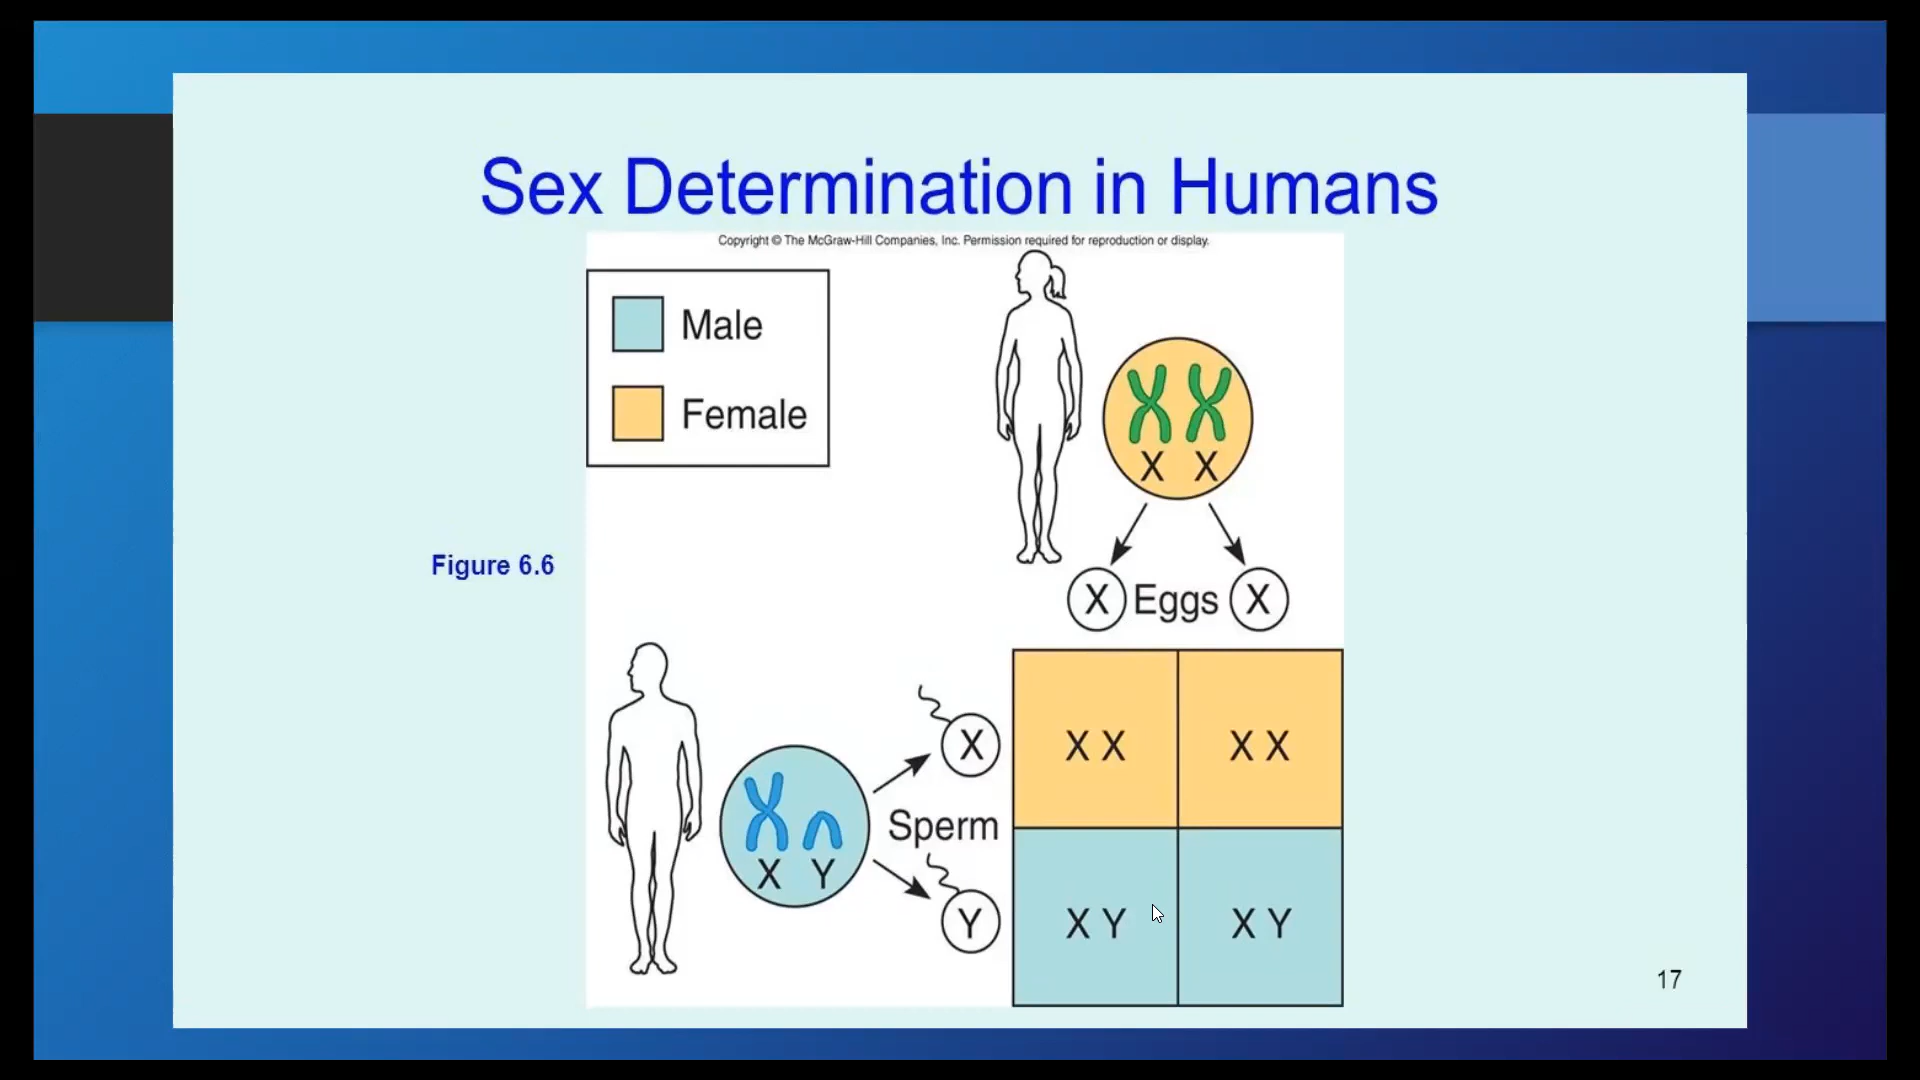 Sex Determination in Humans
Copyright © The McGraw-Hill Companies, Inc. Permission required for reproduction or display.
Male
Female
X X
Figure 6.6
X Eggs X
X
X X
X X
Sperm
X Y
Y
X Y
X Y
17